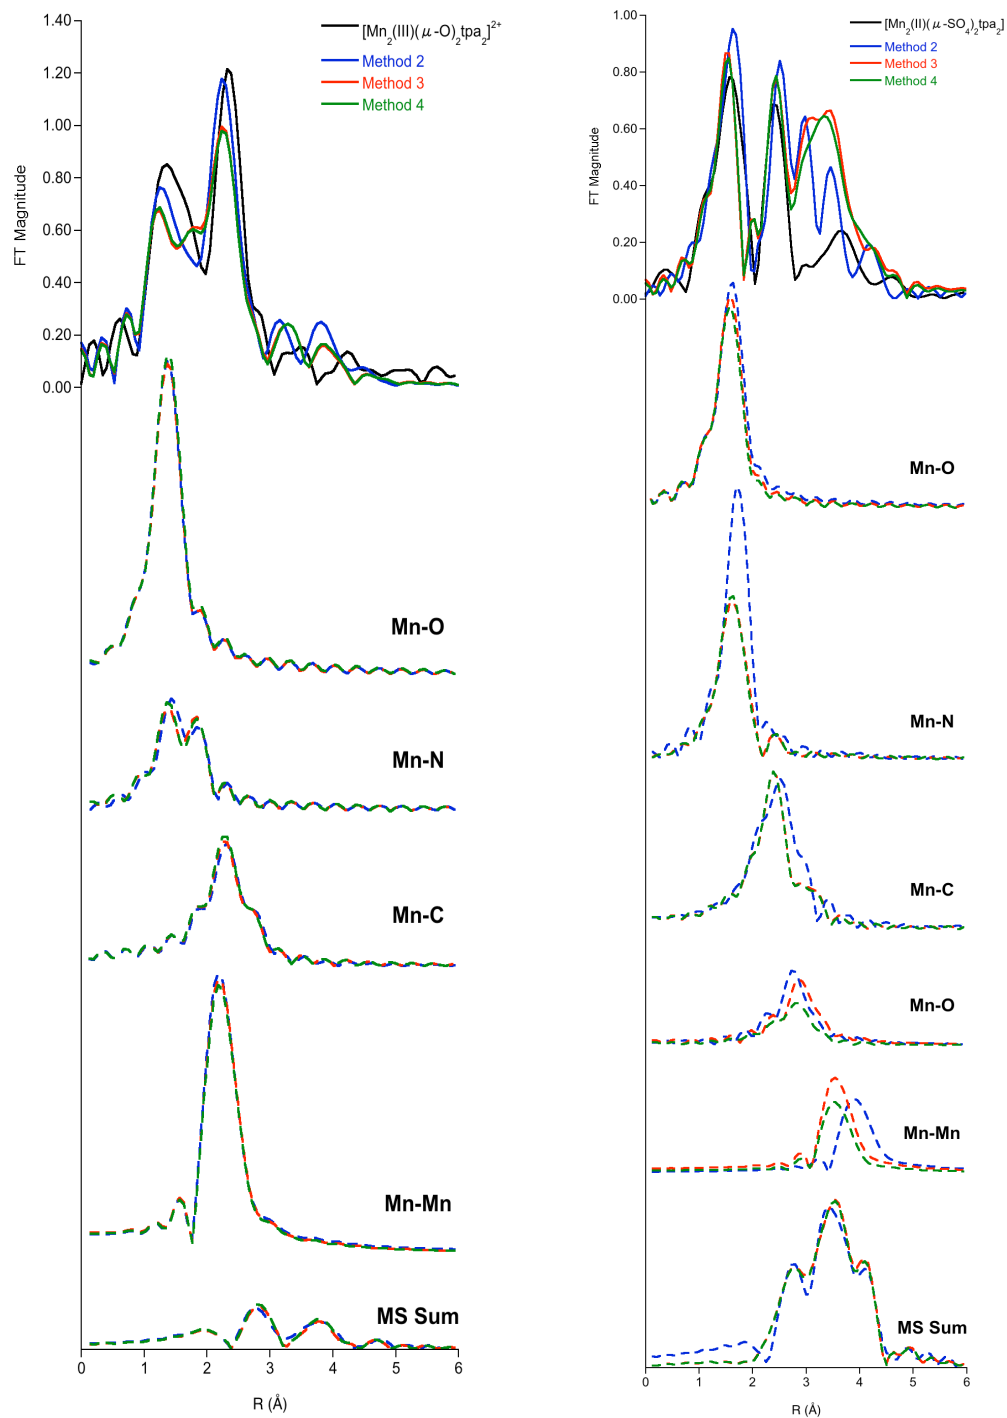 1.40
[Mn2(III)(μ-O)2tpa2]2+
Method 2
Method 3
Method 4
1.20
1.00
0.80
0.60
0.40
0.20
0.00
FT Magnitude
Mn-O
Mn-N
Mn-C
Mn-Mn
MS Sum
0 1 2 3 4 5 6
R (Å)
1.00
[Mn2(II)(μ-SO4)2tpa2]
Method 2
Method 3
Method 4
0.80
0.60
0.40
0.20
0.00
FT Magnitude
Mn-O
Mn-N
Mn-C
Mn-O
Mn-Mn
MS Sum
0 1 2 3 4 5 6
R (Å)